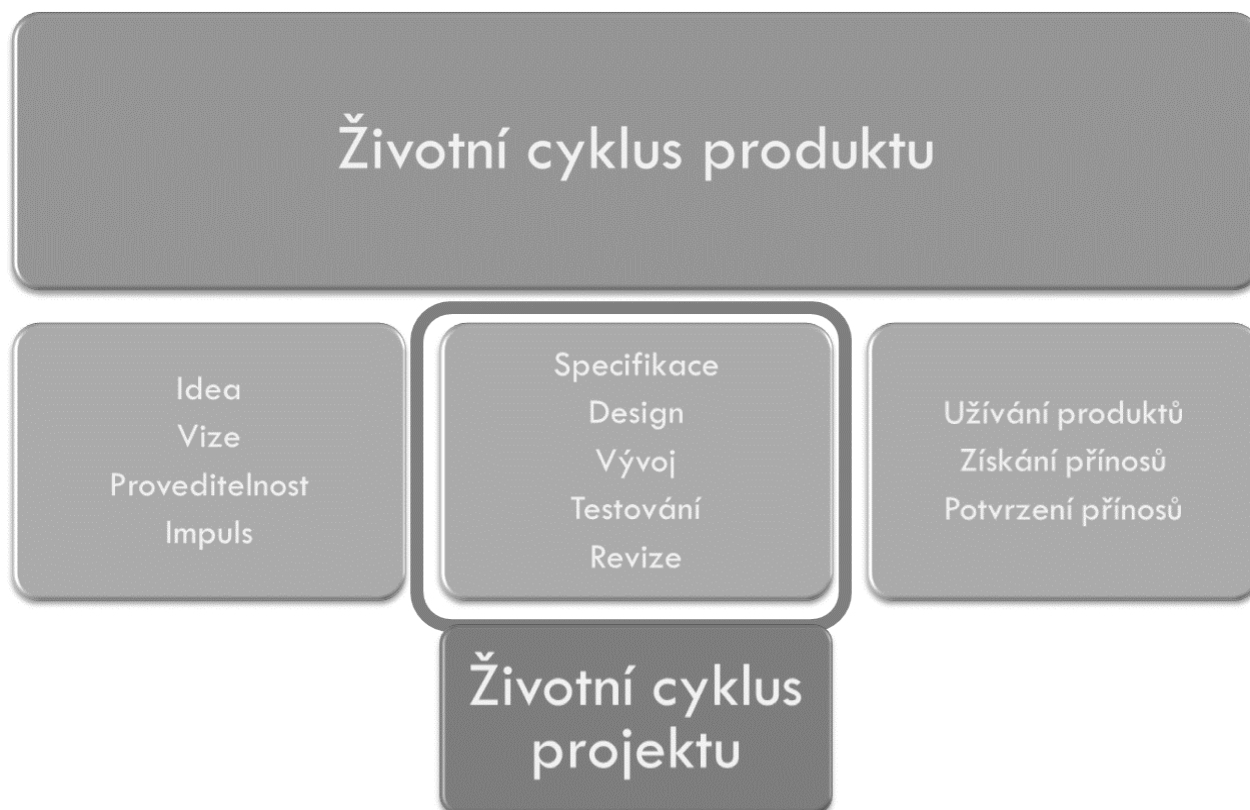 Životní cyklus produktu
Idea
Vize
Proveditelnost
Impuls
Specifikace
Design
Vývoj
Testování
Revize
Užívání produktů
Získání přínosů
Potvrzení přínosů
Životní cyklus
projektu